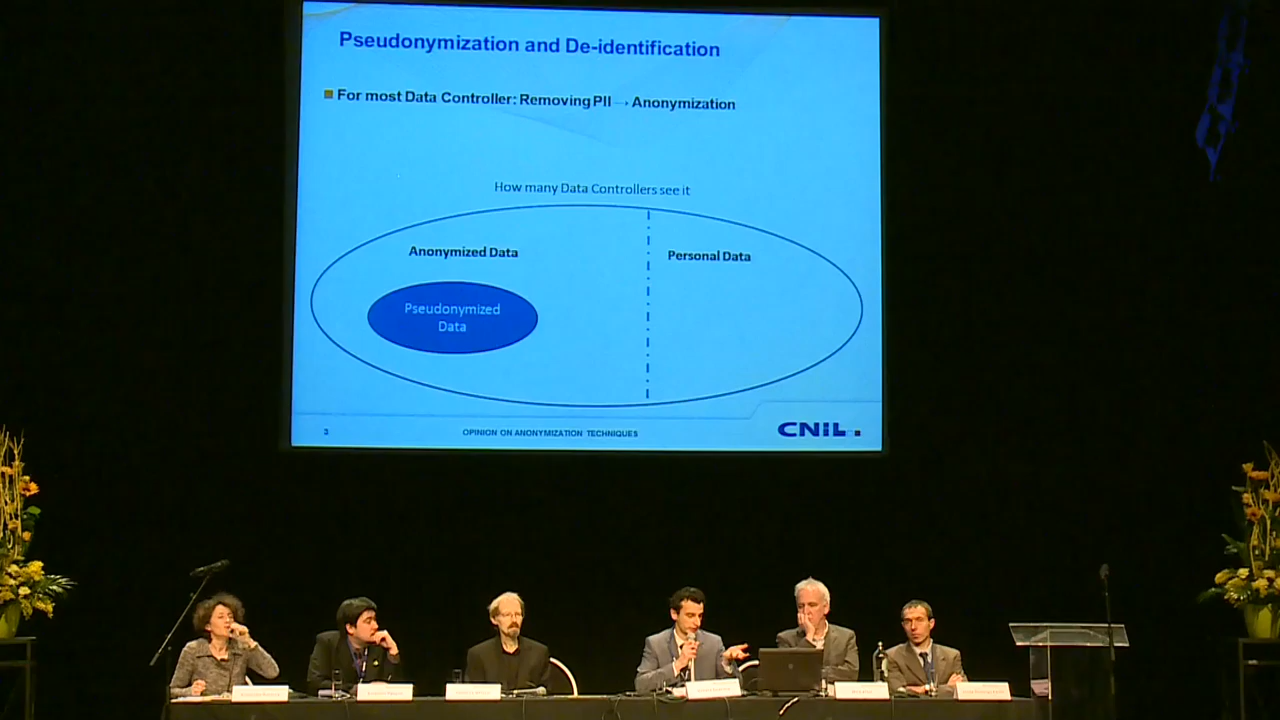 Pseudonymization and De-identification
For most Data Controller: Removing PII → Anonymization
How many Data Controllers see it
Anonymized Data
Personal Data
Pseudonymized
Data
3
OPINION ON ANONYMIZATION TECHNIQUES
CNIL